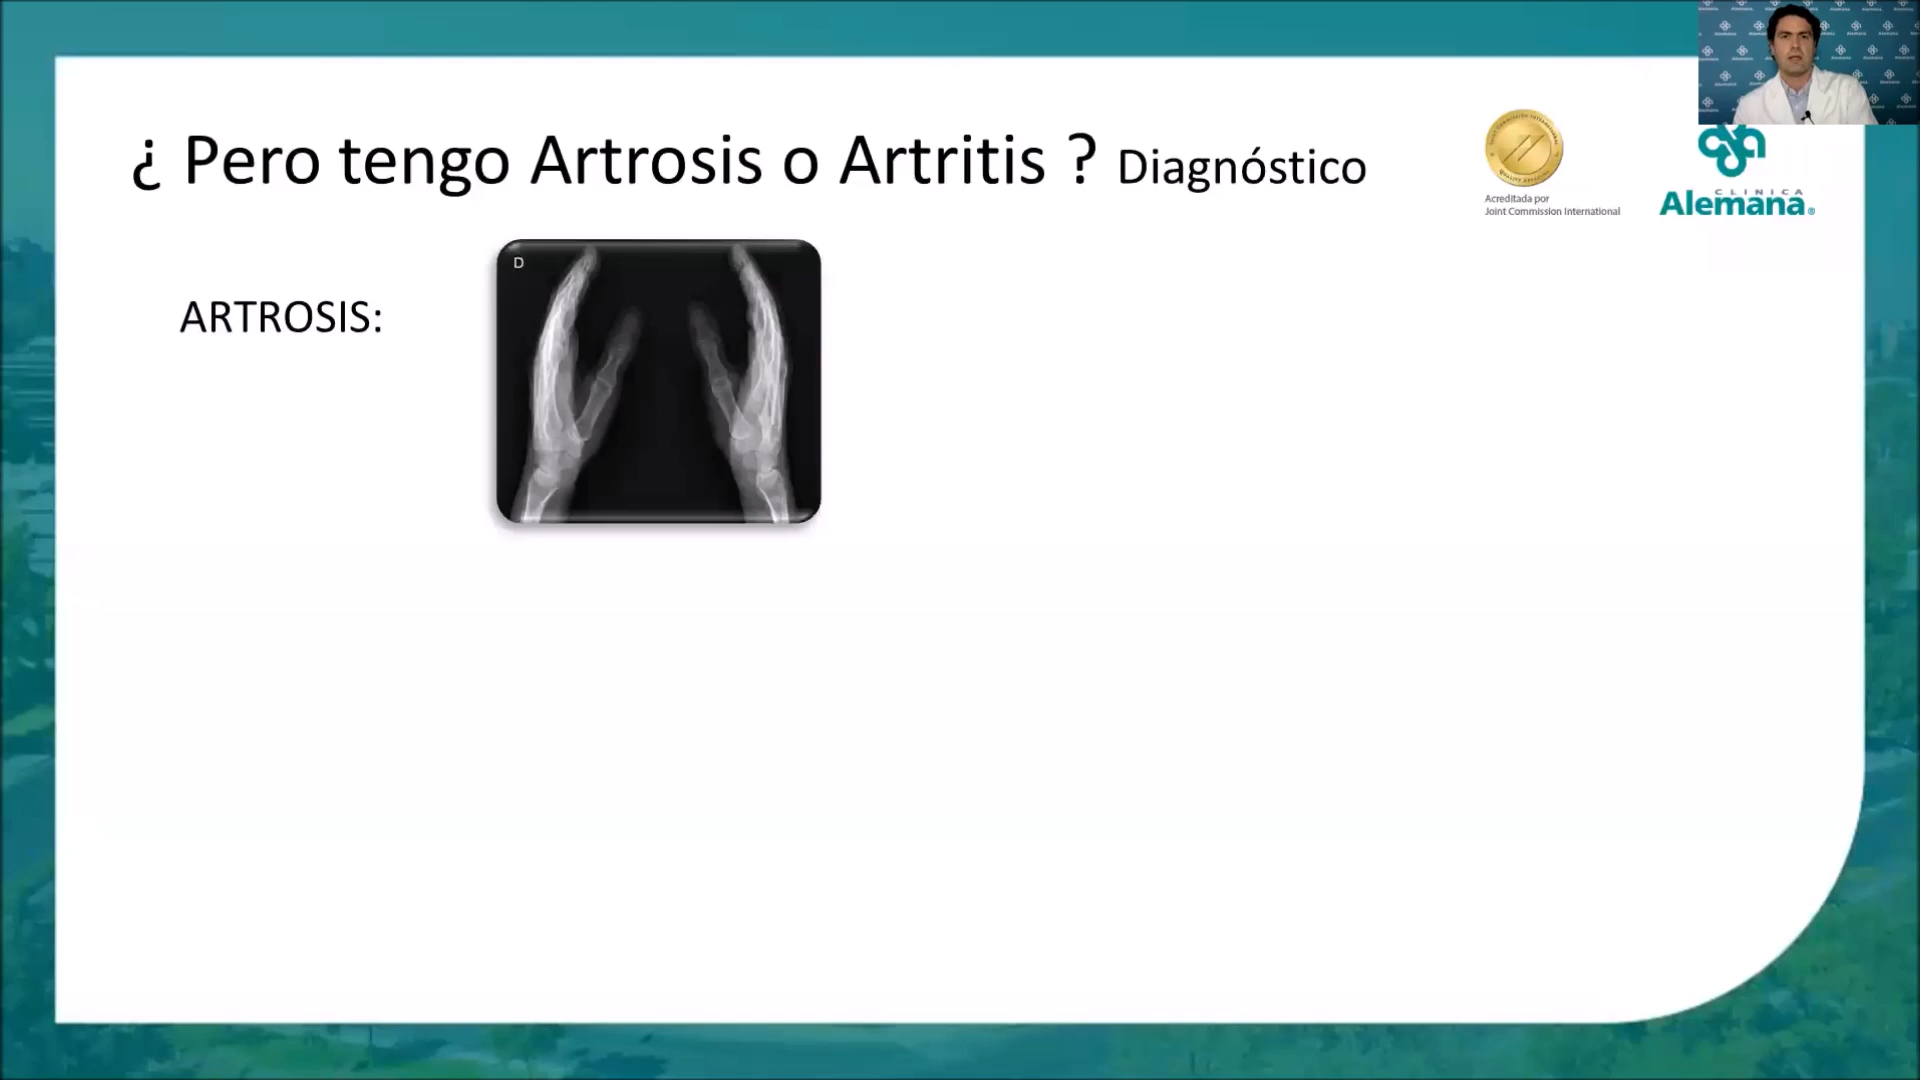 ¿ Pero tengo Artrosis o Artritis ? Diagnóstico
Acreditada por
Joint Commission International
CLINICA
Alemana®
ARTROSIS:
D